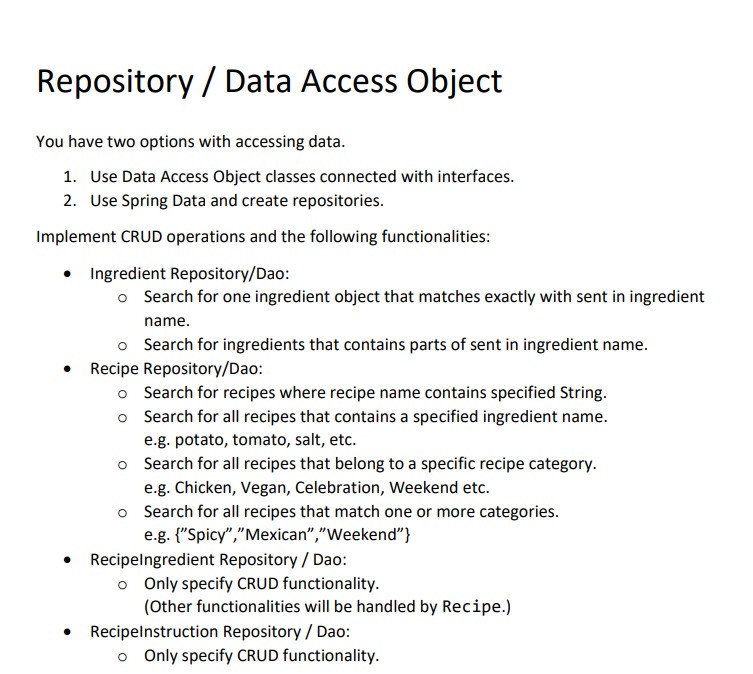 Repository / Data Access Object
You have two options with accessing data.
1. Use Data Access Object classes connected with interfaces.
2. Use Spring Data and create repositories.
Implement CRUD operations and the following functionalities:
• Ingredient Repository/Dao:
o Search for one ingredient object that matches exactly with sent in ingredient
name.
o Search for ingredients that contains parts of sent in ingredient name.
• Recipe Repository/Dao:
o Search for recipes where recipe name contains specified String.
o Search for all recipes that contains a specified ingredient name.
e.g. potato, tomato, salt, etc.
o Search for all recipes that belong to a specific recipe category.
e.g. Chicken, Vegan, Celebration, Weekend etc.
o Search for all recipes that match one or more categories.
e.g. {”Spicy”,”Mexican”,”Weekend”}
• RecipeIngredient Repository / Dao:
o Only specify CRUD functionality.
(Other functionalities will be handled by Recipe.)
• RecipeInstruction Repository / Dao:
o Only specify CRUD functionality.